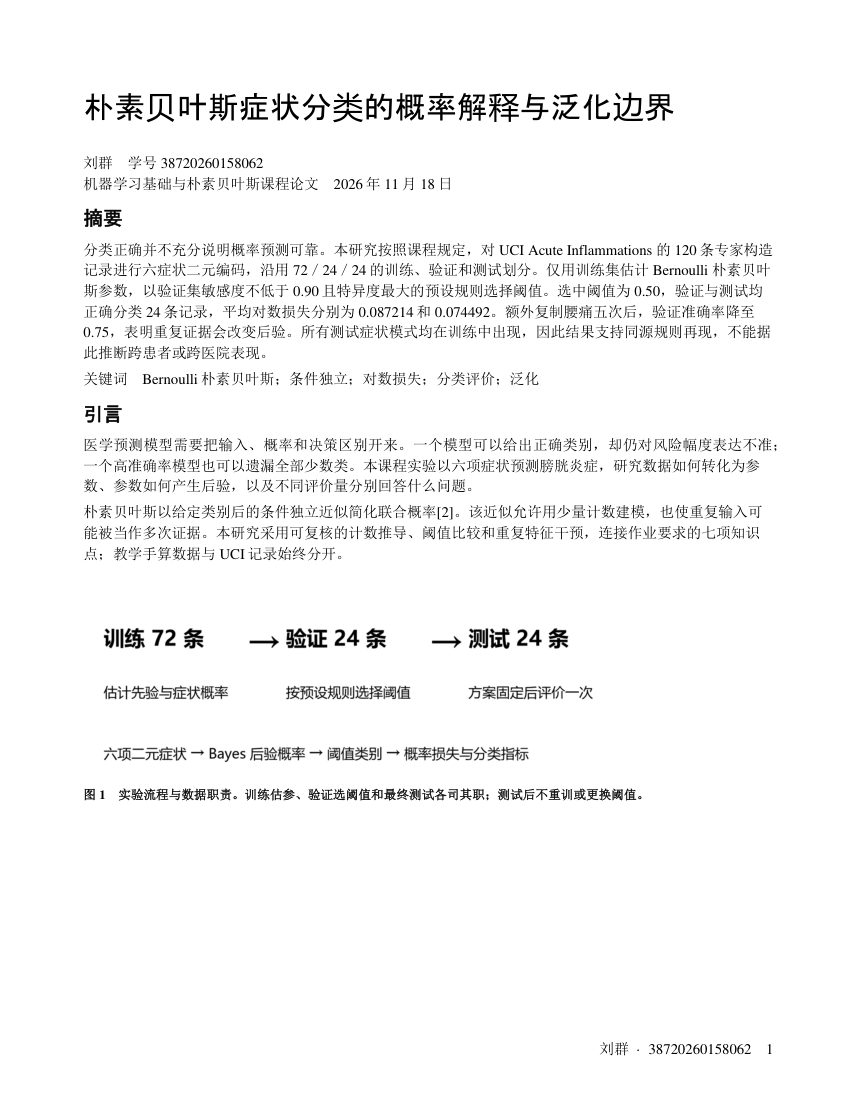 朴素贝叶斯症状分类的概率解释与泛化边界
刘群　学号 38720260158062
机器学习基础与朴素贝叶斯课程论文　2026 年 11 月 18 日
摘要
分类正确并不充分说明概率预测可靠。本研究按照课程规定，对 UCI Acute Inflammations 的 120 条专家构造
记录进行六症状二元编码，沿用 72 / 24 / 24 的训练、验证和测试划分。仅用训练集估计 Bernoulli 朴素贝叶
斯参数，以验证集敏感度不低于 0.90 且特异度最大的预设规则选择阈值。选中阈值为 0.50，验证与测试均
正确分类 24 条记录，平均对数损失分别为 0.087214 和 0.074492。额外复制腰痛五次后，验证准确率降至
0.75，表明重复证据会改变后验。所有测试症状模式均在训练中出现，因此结果支持同源规则再现，不能据
此推断跨患者或跨医院表现。
关键词　Bernoulli 朴素贝叶斯；条件独立；对数损失；分类评价；泛化
引言
医学预测模型需要把输入、概率和决策区别开来。一个模型可以给出正确类别，却仍对风险幅度表达不准；
一个高准确率模型也可以遗漏全部少数类。本课程实验以六项症状预测膀胱炎症，研究数据如何转化为参
数、参数如何产生后验，以及不同评价量分别回答什么问题。
朴素贝叶斯以给定类别后的条件独立近似简化联合概率[2]。该近似允许用少量计数建模，也使重复输入可
能被当作多次证据。本研究采用可复核的计数推导、阈值比较和重复特征干预，连接作业要求的七项知识
点；教学手算数据与 UCI 记录始终分开。
训练 72 条 → 验证 24 条 → 测试 24 条
估计先验与症状概率　按预设规则选择阈值　方案固定后评价一次
六项二元症状 → Bayes 后验概率 → 阈值类别 → 概率损失与分类指标
图 1　实验流程与数据职责。训练估参、验证选阈值和最终测试各司其职；测试后不重训或更换阈值。
刘群 · 38720260158062　1